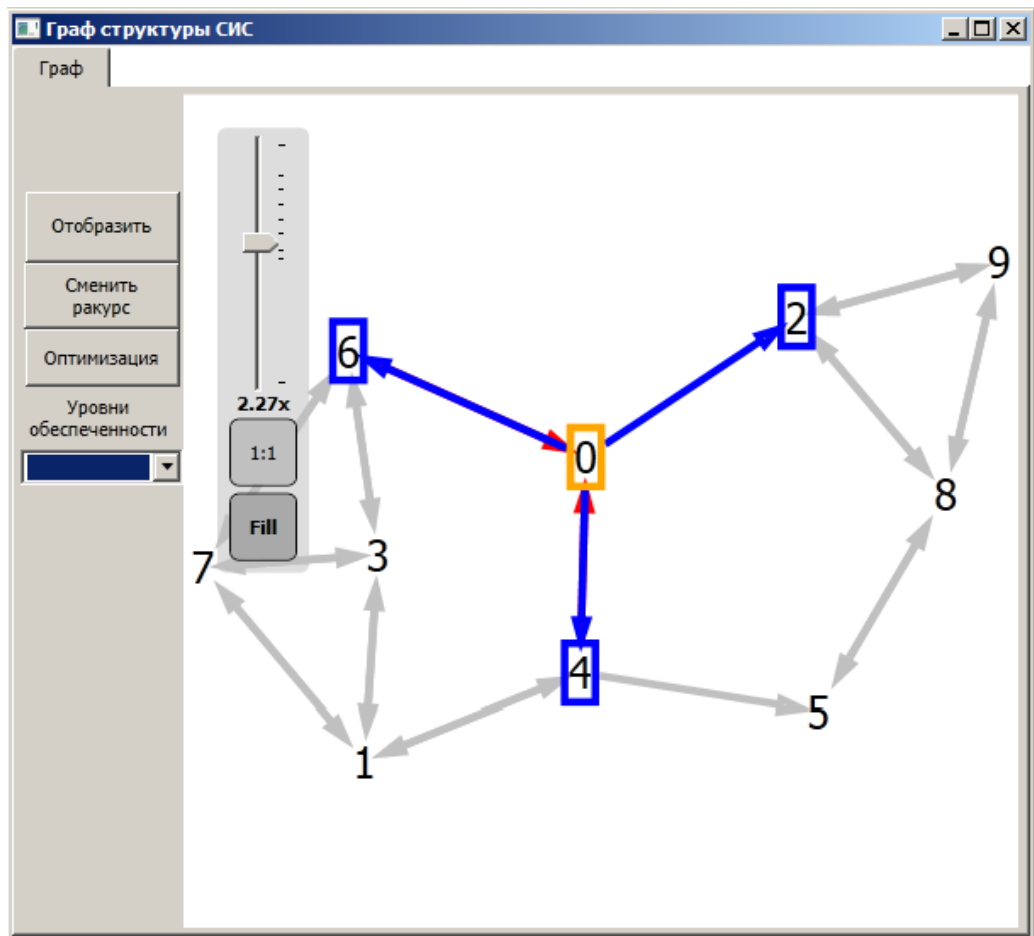 Граф структуры СИС
Граф
Отобразить
Сменить
ракурс
Оптимизация
Уровни
обеспеченности
2.27x
1:1
Fill
9
2
6
0
8
3
7
4
5
1